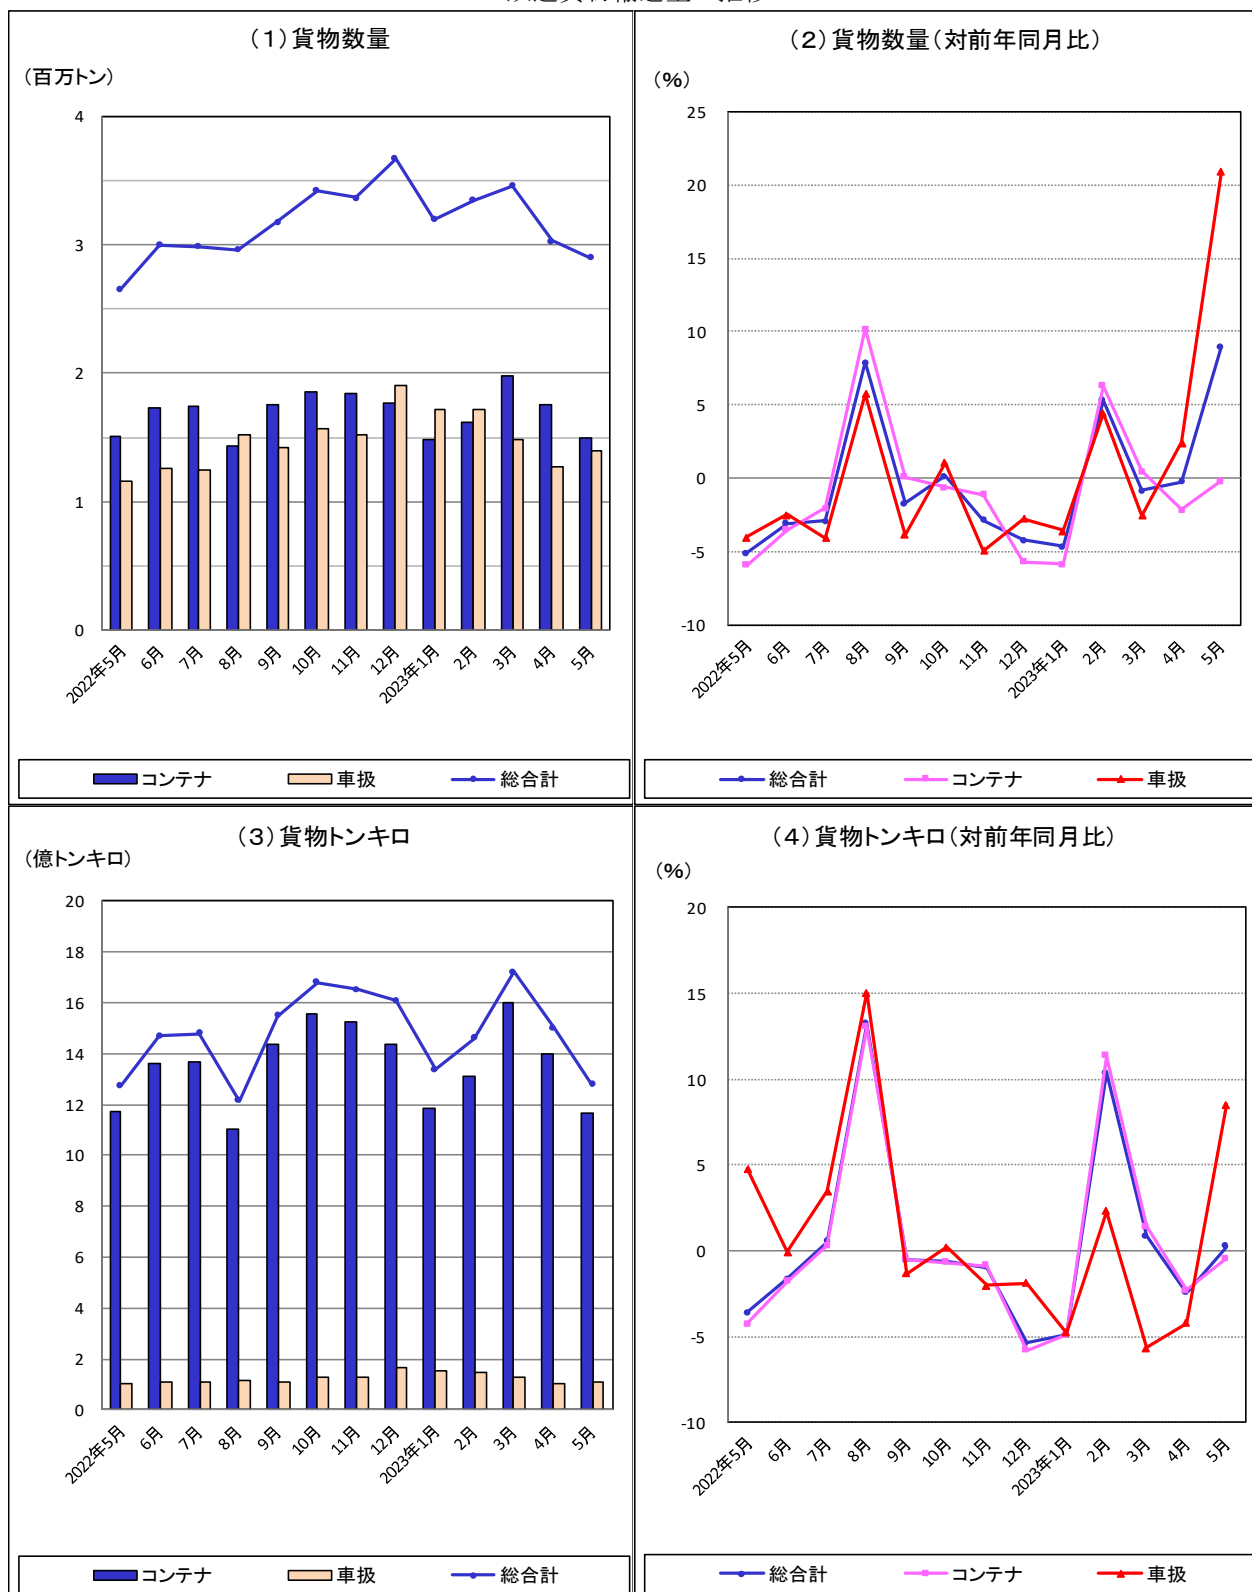 （１）貨物数量
（百万トン）
4
3
2
1
0
2022年5月
6月
7月
8月
9月
10月
11月
12月
2023年1月
2月
3月
4月
5月
コンテナ
車扱
総合計
（２）貨物数量（対前年同月比）
（％）
25
20
15
10
5
0
-5
-10
2022年5月
6月
7月
8月
9月
10月
11月
12月
2023年1月
2月
3月
4月
5月
総合計
コンテナ
車扱
（３）貨物トンキロ
（億トンキロ）
20
18
16
14
12
10
8
6
4
2
0
2022年5月
6月
7月
8月
9月
10月
11月
12月
2023年1月
2月
3月
4月
5月
コンテナ
車扱
総合計
（４）貨物トンキロ（対前年同月比）
（％）
20
15
10
5
0
-5
-10
2022年5月
6月
7月
8月
9月
10月
11月
12月
2023年1月
2月
3月
4月
5月
総合計
コンテナ
車扱